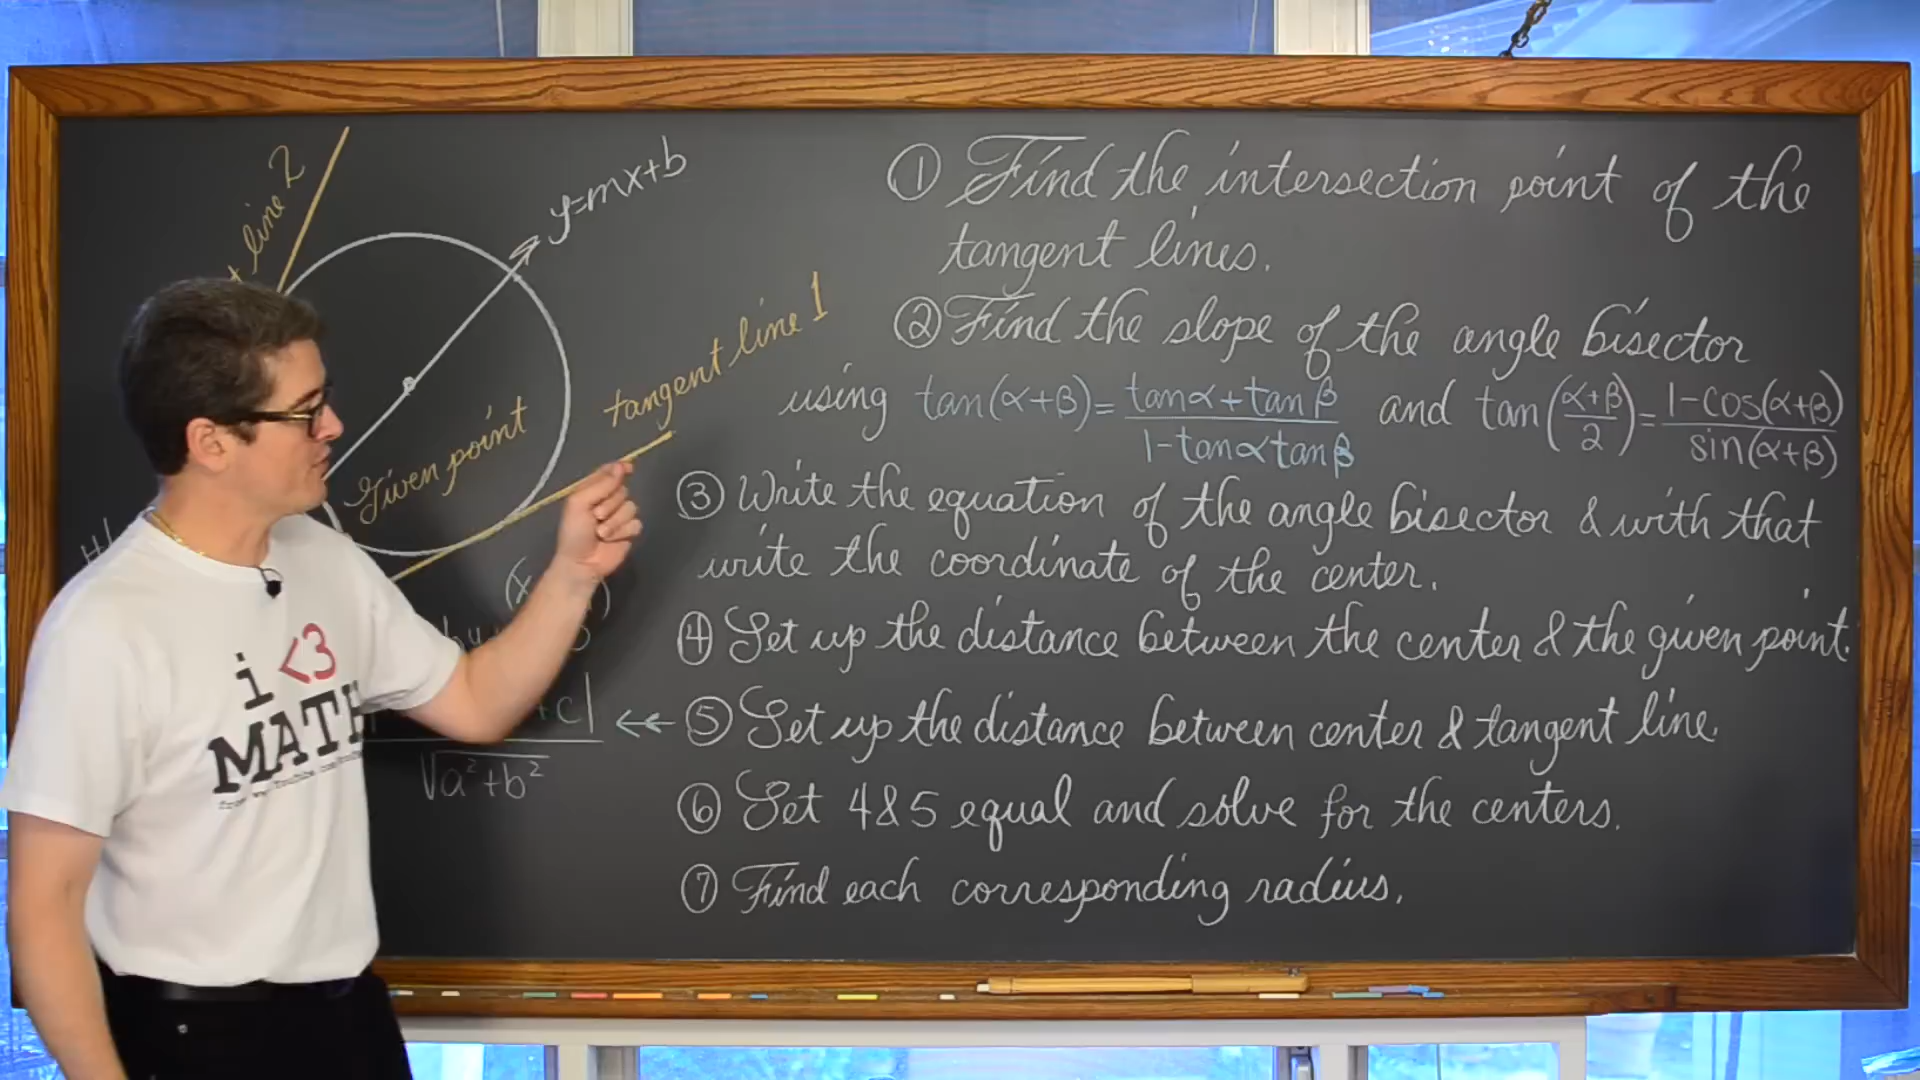 line 2
y=mx+b
tangent line 1
Given point
+c|
√a²+b²
① Find the intersection point of the
tangent lines.
② Find the slope of the angle bisector
using tan(α+β)= tanα+tanβ / 1-tanαtanβ and tan(α+β / 2)= 1-cos(α+β) / sin(α+β)
③ Write the equation of the angle bisector & with that
write the coordinate of the center.
④ Set up the distance between the center & the given point.
⑤ Set up the distance between center & tangent line.
⑥ Set 4&5 equal and solve for the centers.
⑦ Find each corresponding radius.
i <3
MATH